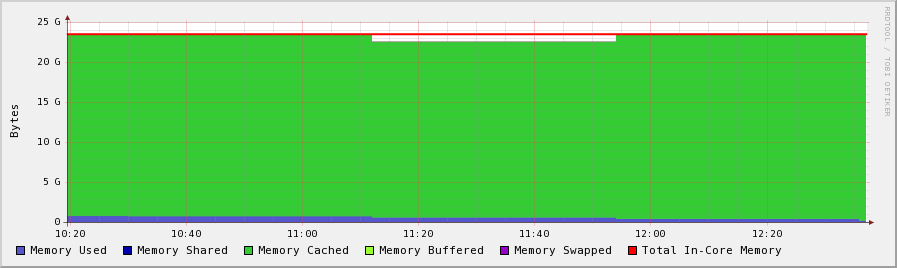 25 G
20 G
15 G
10 G
5 G
0
Bytes
10:20 10:40 11:00 11:20 11:40 12:00 12:20
Memory Used Memory Shared Memory Cached Memory Buffered Memory Swapped Total In-Core Memory
RRDTOOL / TOBI OETIKER